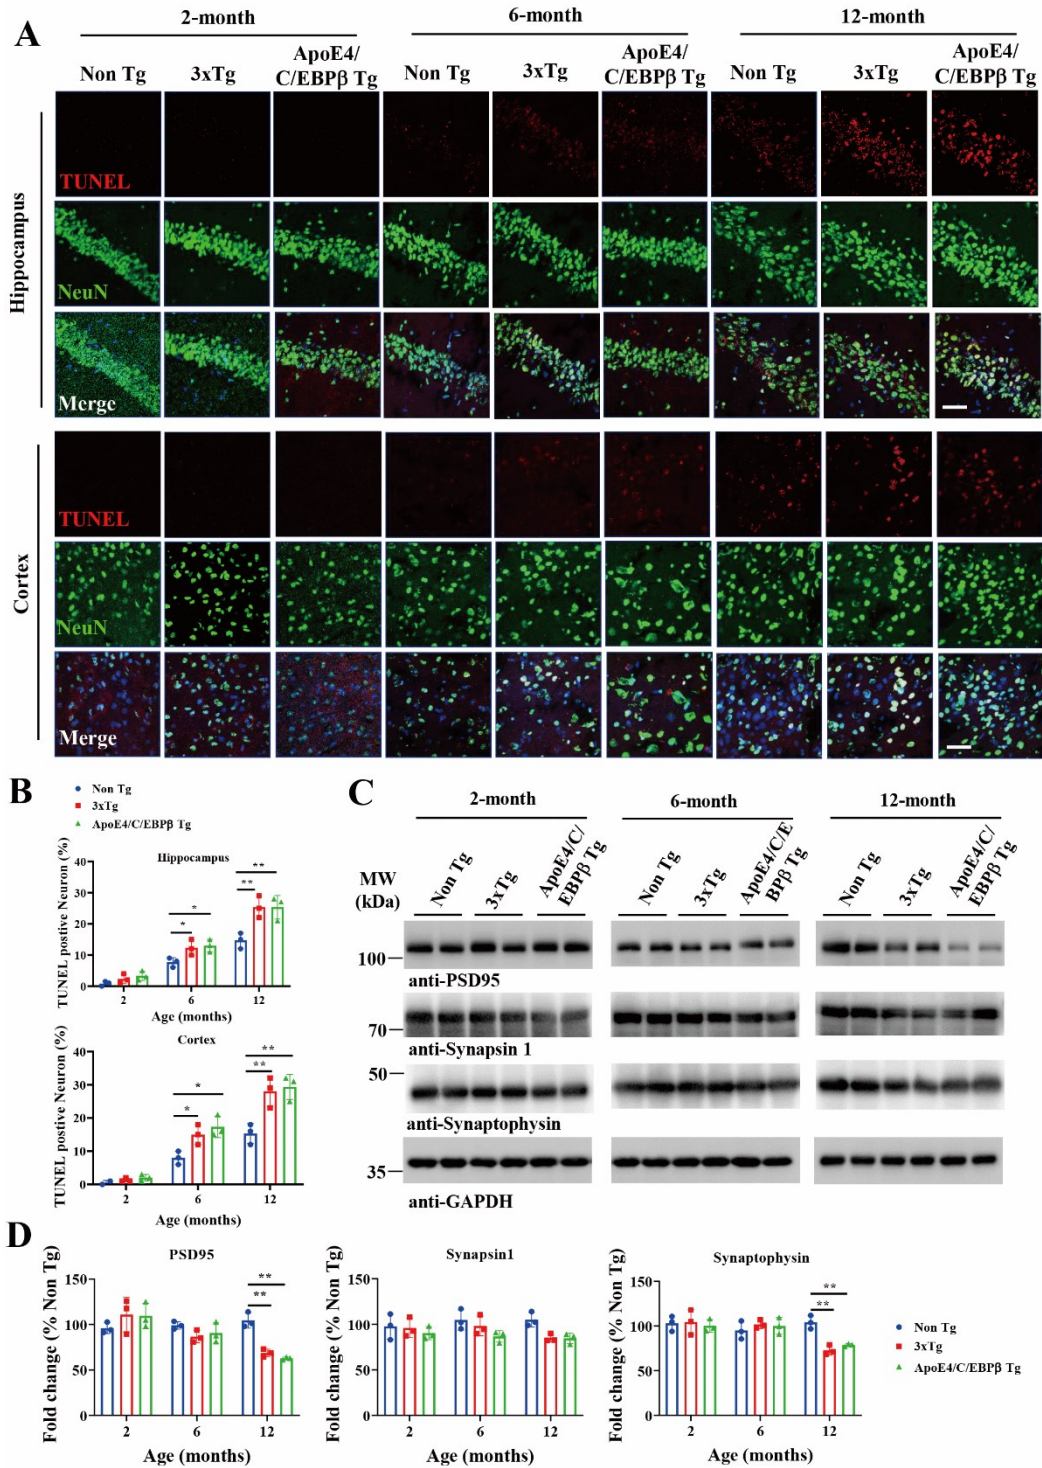 A
2-month
6-month
12-month
Non Tg
3xTg
ApoE4/
C/EBPβ Tg
Non Tg
3xTg
ApoE4/
C/EBPβ Tg
Non Tg
3xTg
ApoE4/
C/EBPβ Tg
Hippocampus
TUNEL
NeuN
Merge
Cortex
TUNEL
NeuN
Merge
B
Non Tg
3xTg
ApoE4/C/EBPβ Tg
Hippocampus
TUNEL postive Neuron (%)
40
30
20
10
0
* * ** **
2 6 12
Age (months)
Cortex
TUNEL postive Neuron (%)
40
30
20
10
0
* * ** **
2 6 12
Age (months)
C
2-month
6-month
12-month
MW
(kDa)
Non Tg
3xTg
ApoE4/C/
EBPβ Tg
Non Tg
3xTg
ApoE4/C/E
BPβ Tg
Non Tg
3xTg
ApoE4/C/
EBPβ Tg
100
anti-PSD95
70
anti-Synapsin 1
50
anti-Synaptophysin
35
anti-GAPDH
D
PSD95
Fold change (% Non Tg)
150
100
50
0
**
**
2 6 12
Age (months)
Synapsin1
Fold change (% Non Tg)
150
100
50
0
2 6 12
Age (months)
Synaptophysin
Fold change (% Non Tg)
150
100
50
0
**
**
2 6 12
Age (months)
Non Tg
3xTg
ApoE4/C/EBPβ Tg